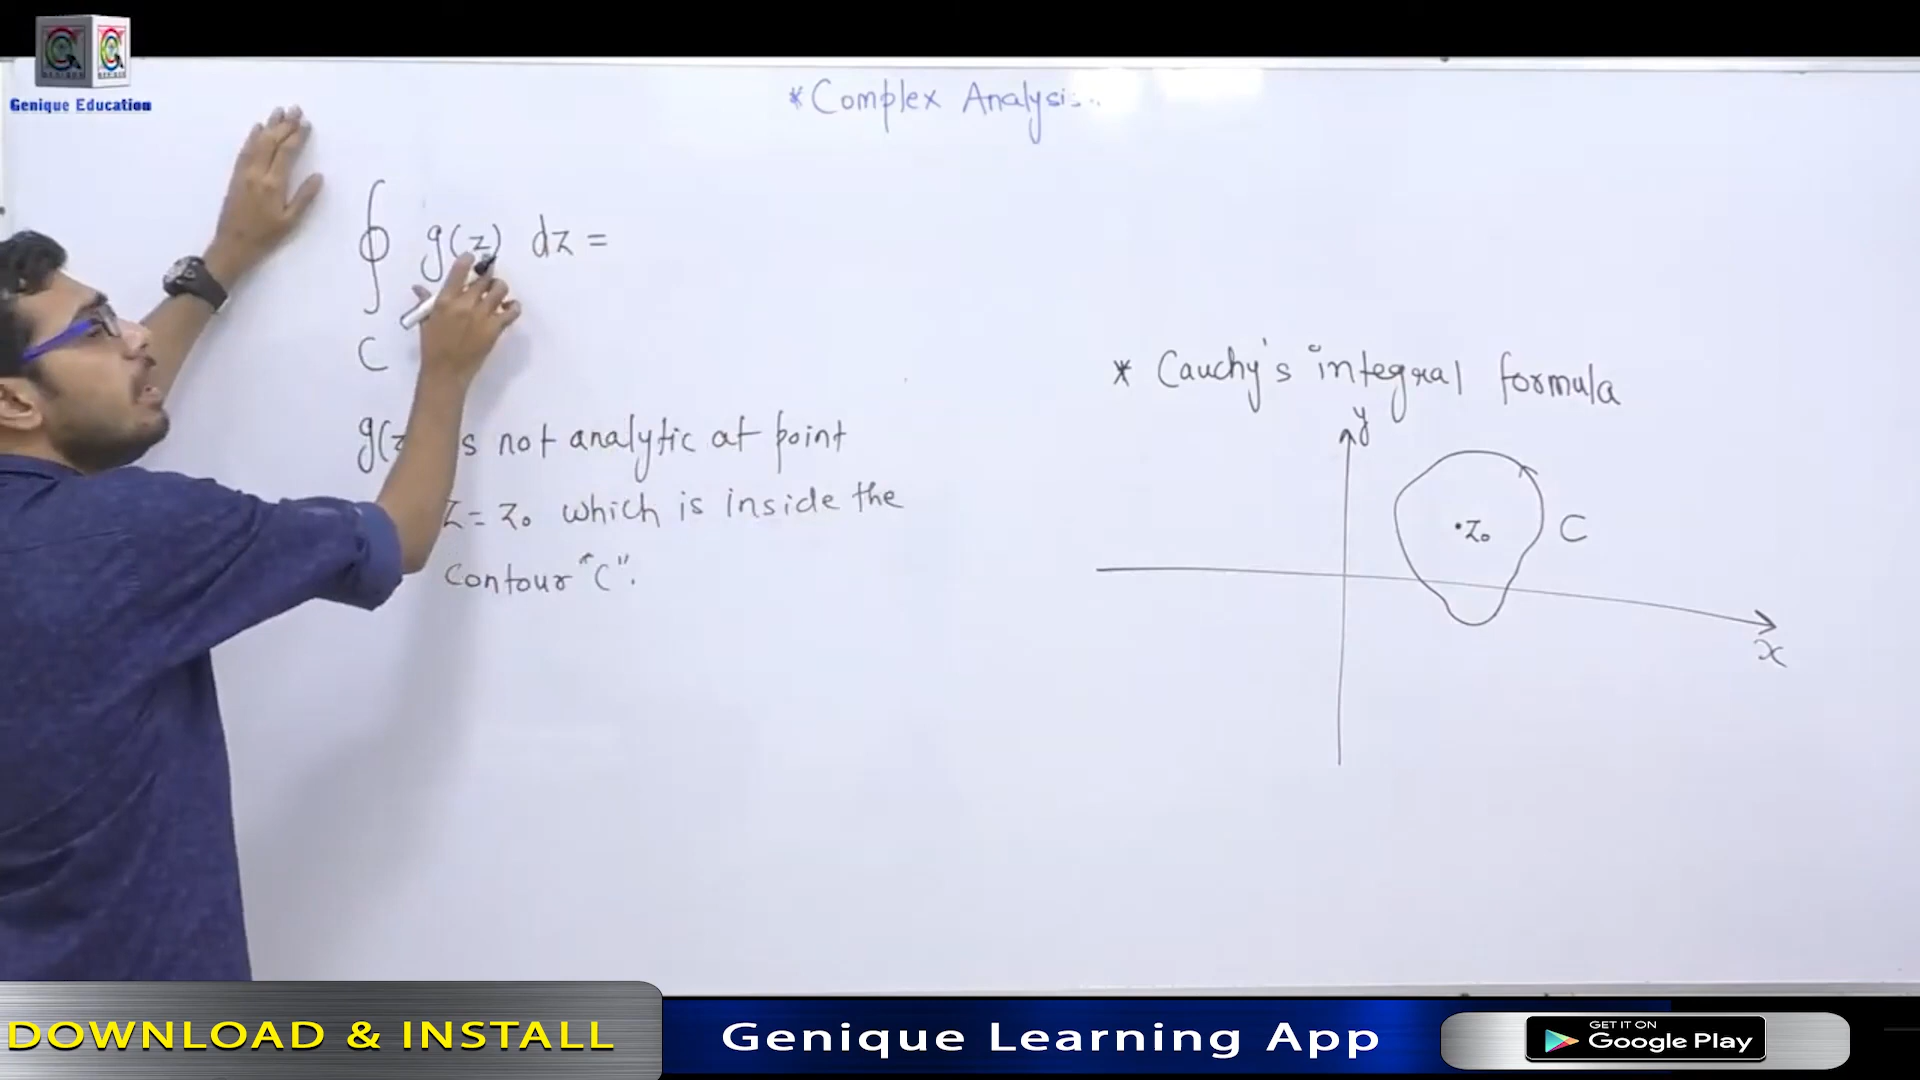 Genique Education
*Complex Analysis..
∮ g(z) dz =
C
g(z s not analytic at point
z = z₀ which is inside the
contour "C".
* Cauchy's integral formula
y
.z₀
C
x
DOWNLOAD & INSTALL
Genique Learning App
GET IT ON
Google Play